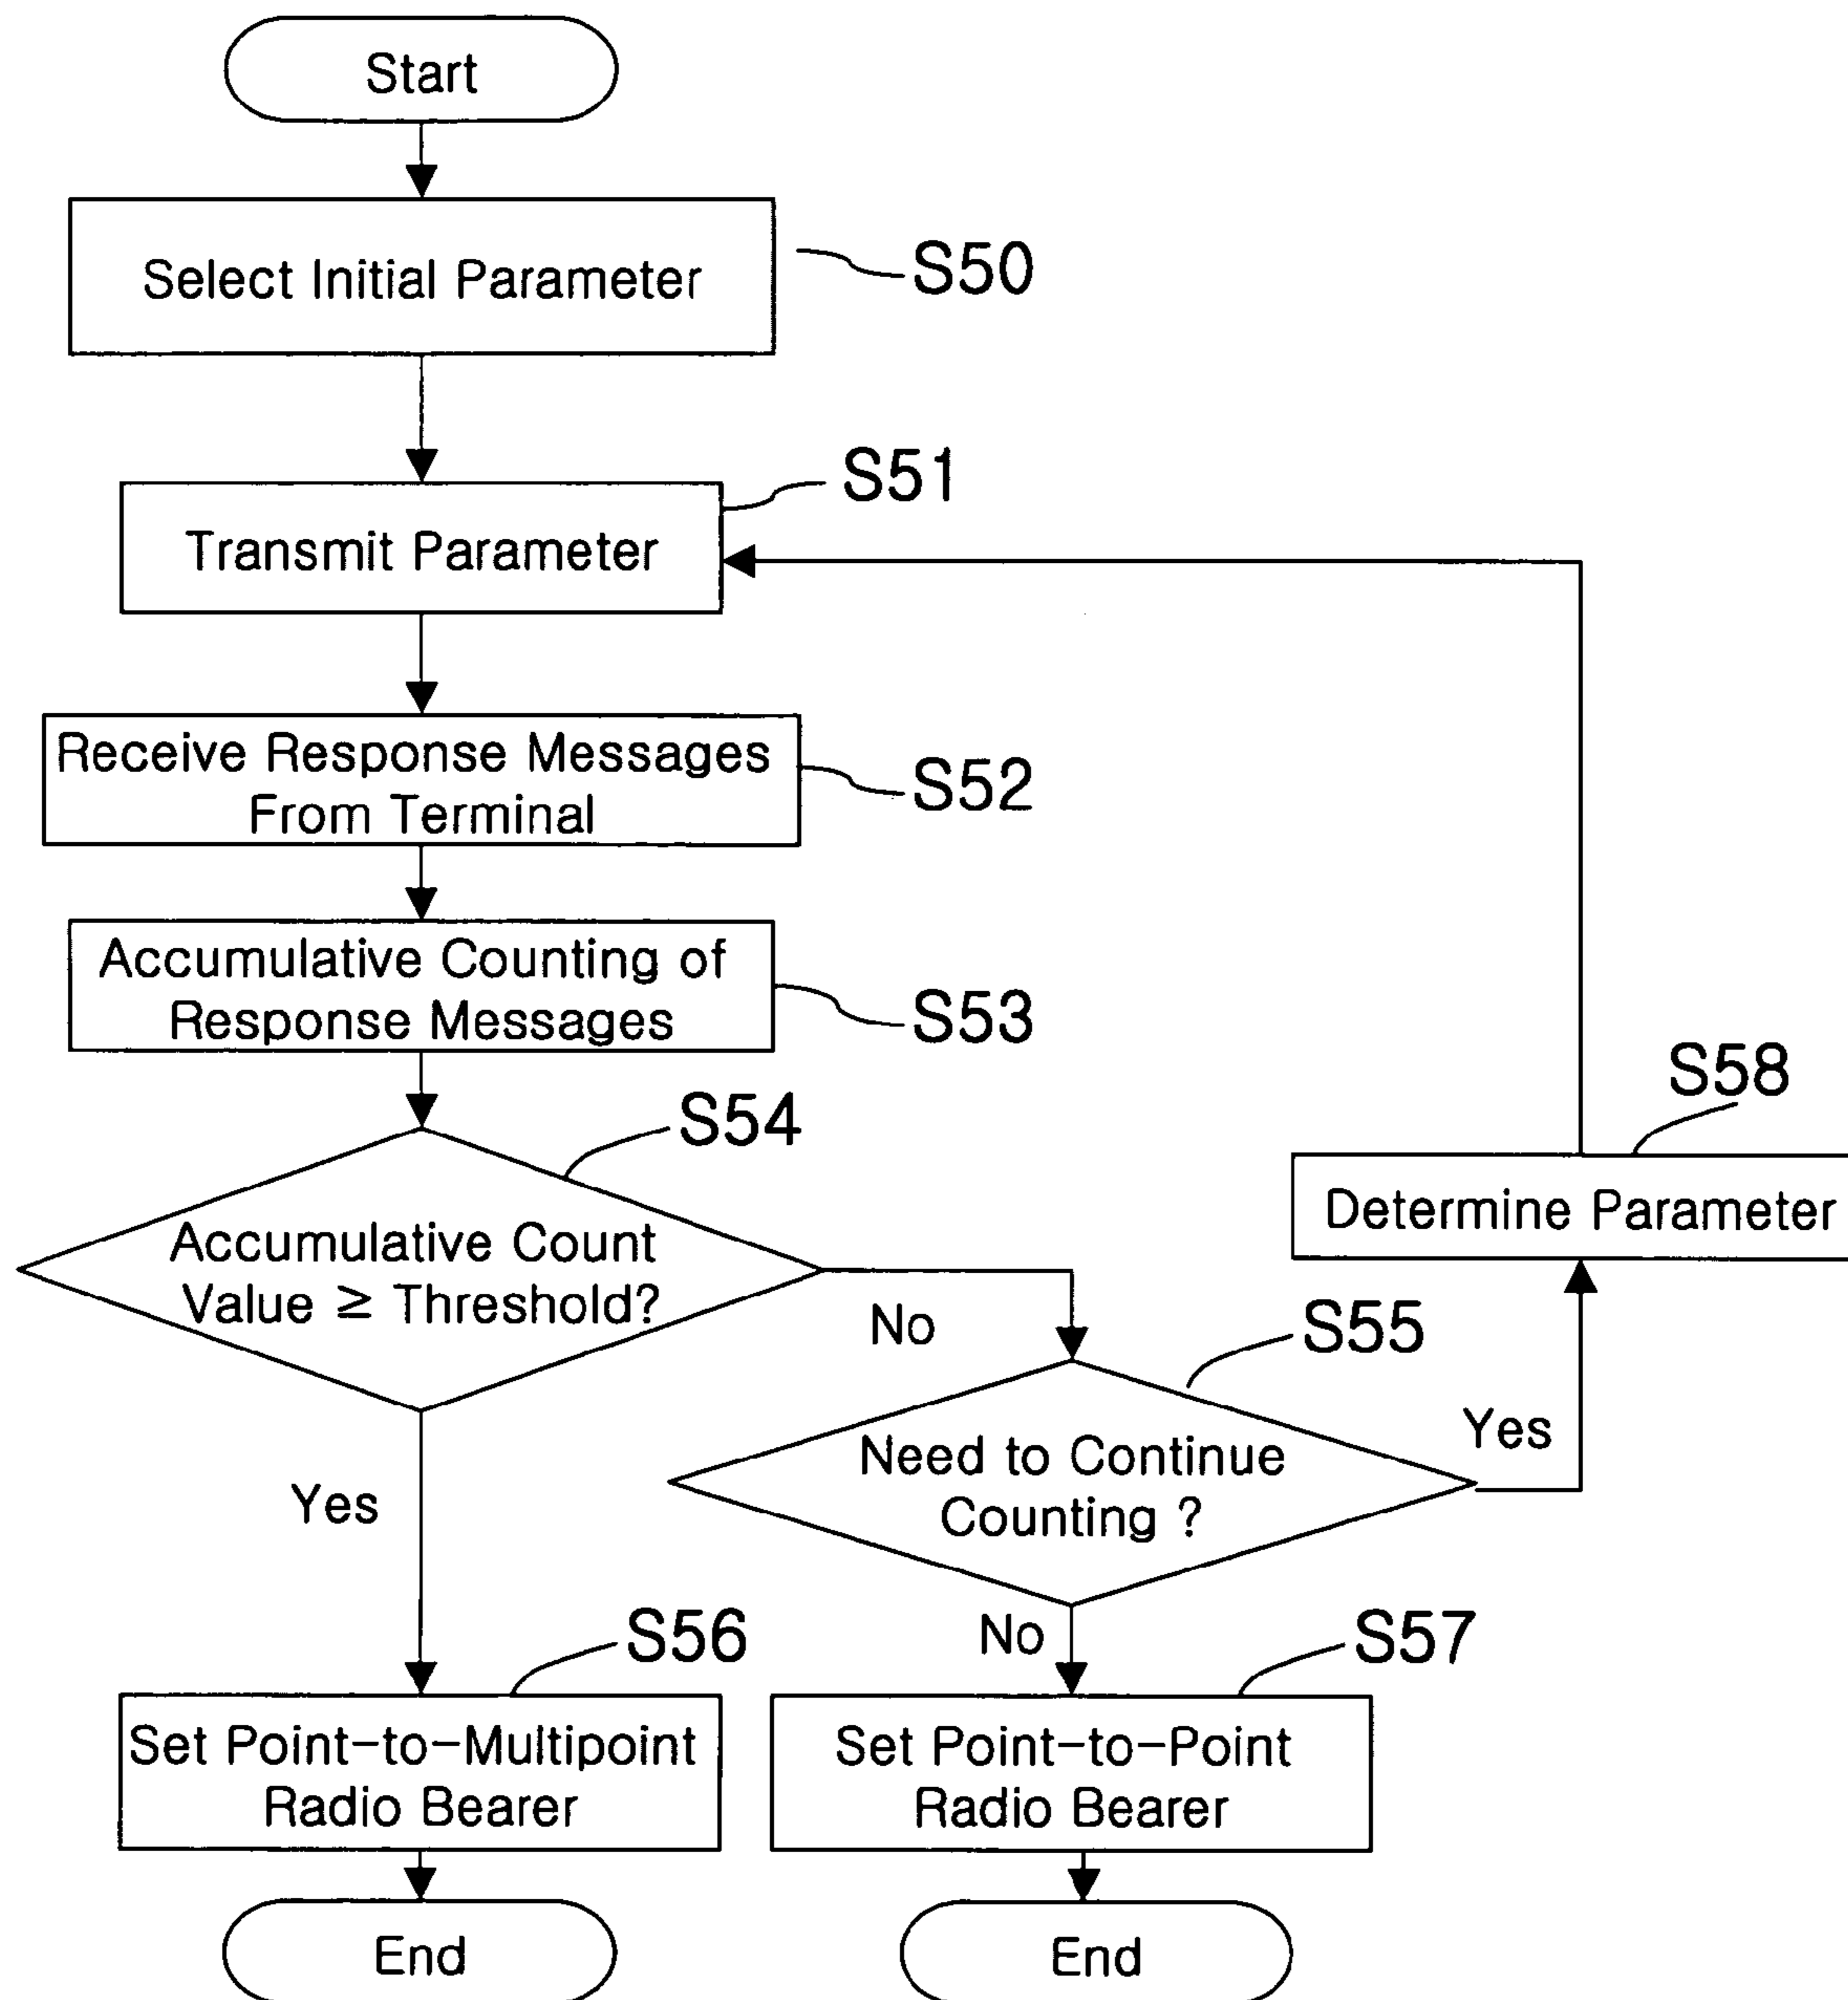 Start
Select Initial Parameter
S50
S51
Transmit Parameter
Receive Response Messages
From Terminal
S52
Accumulative Counting of
Response Messages
S53
S54
Accumulative Count
Value ≥ Threshold?
No
S58
Determine Parameter
S55
Need to Continue
Counting ?
Yes
Yes
No
S56
Set Point-to-Multipoint
Radio Bearer
S57
Set Point-to-Point
Radio Bearer
End
End